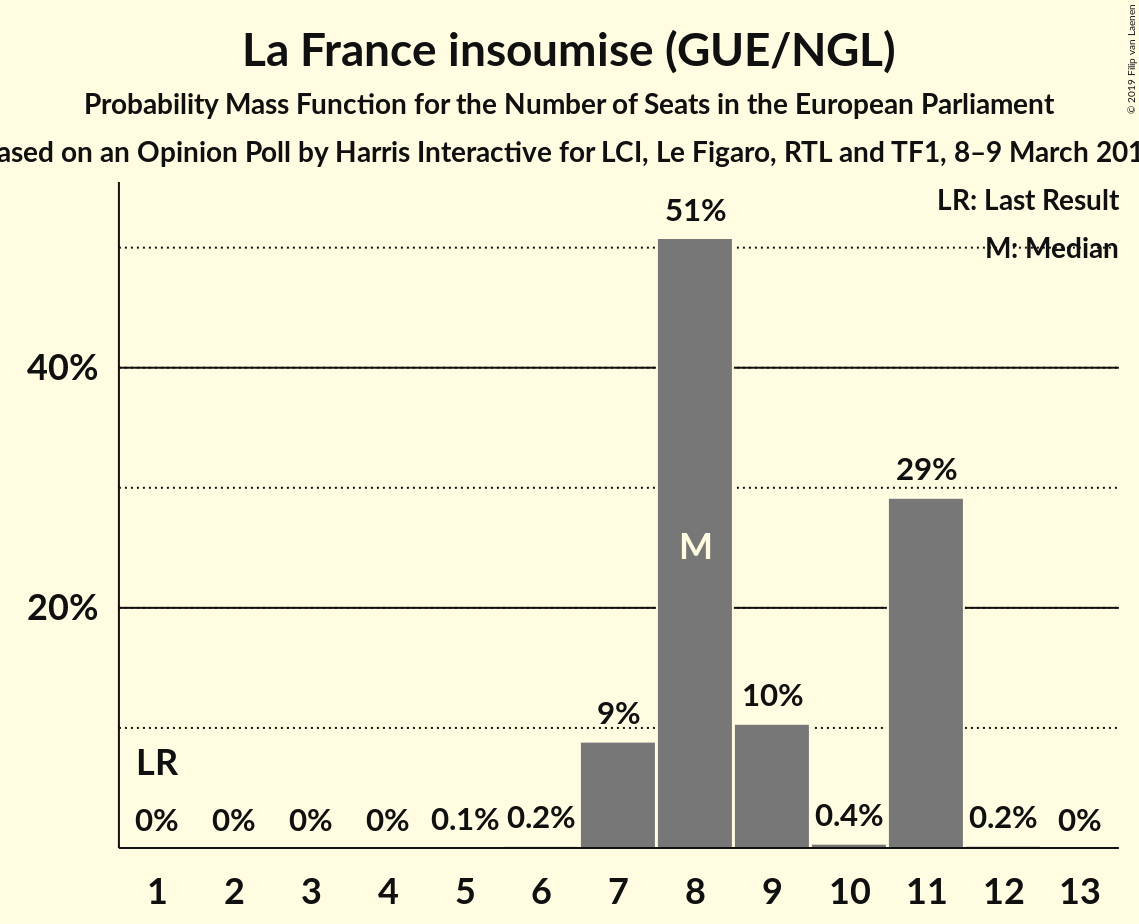 La France insoumise (GUE/NGL)
Probability Mass Function for the Number of Seats in the European Parliament
ased on an Opinion Poll by Harris Interactive for LCI, Le Figaro, RTL and TF1, 8–9 March 201
© 2019 Filip van Laenen
LR: Last Result
M: Median
51%
40%
29%
M
20%
10%
9%
LR
0% 0% 0% 0% 0.1% 0.2% 0.4% 0.2% 0%
1 2 3 4 5 6 7 8 9 10 11 12 13